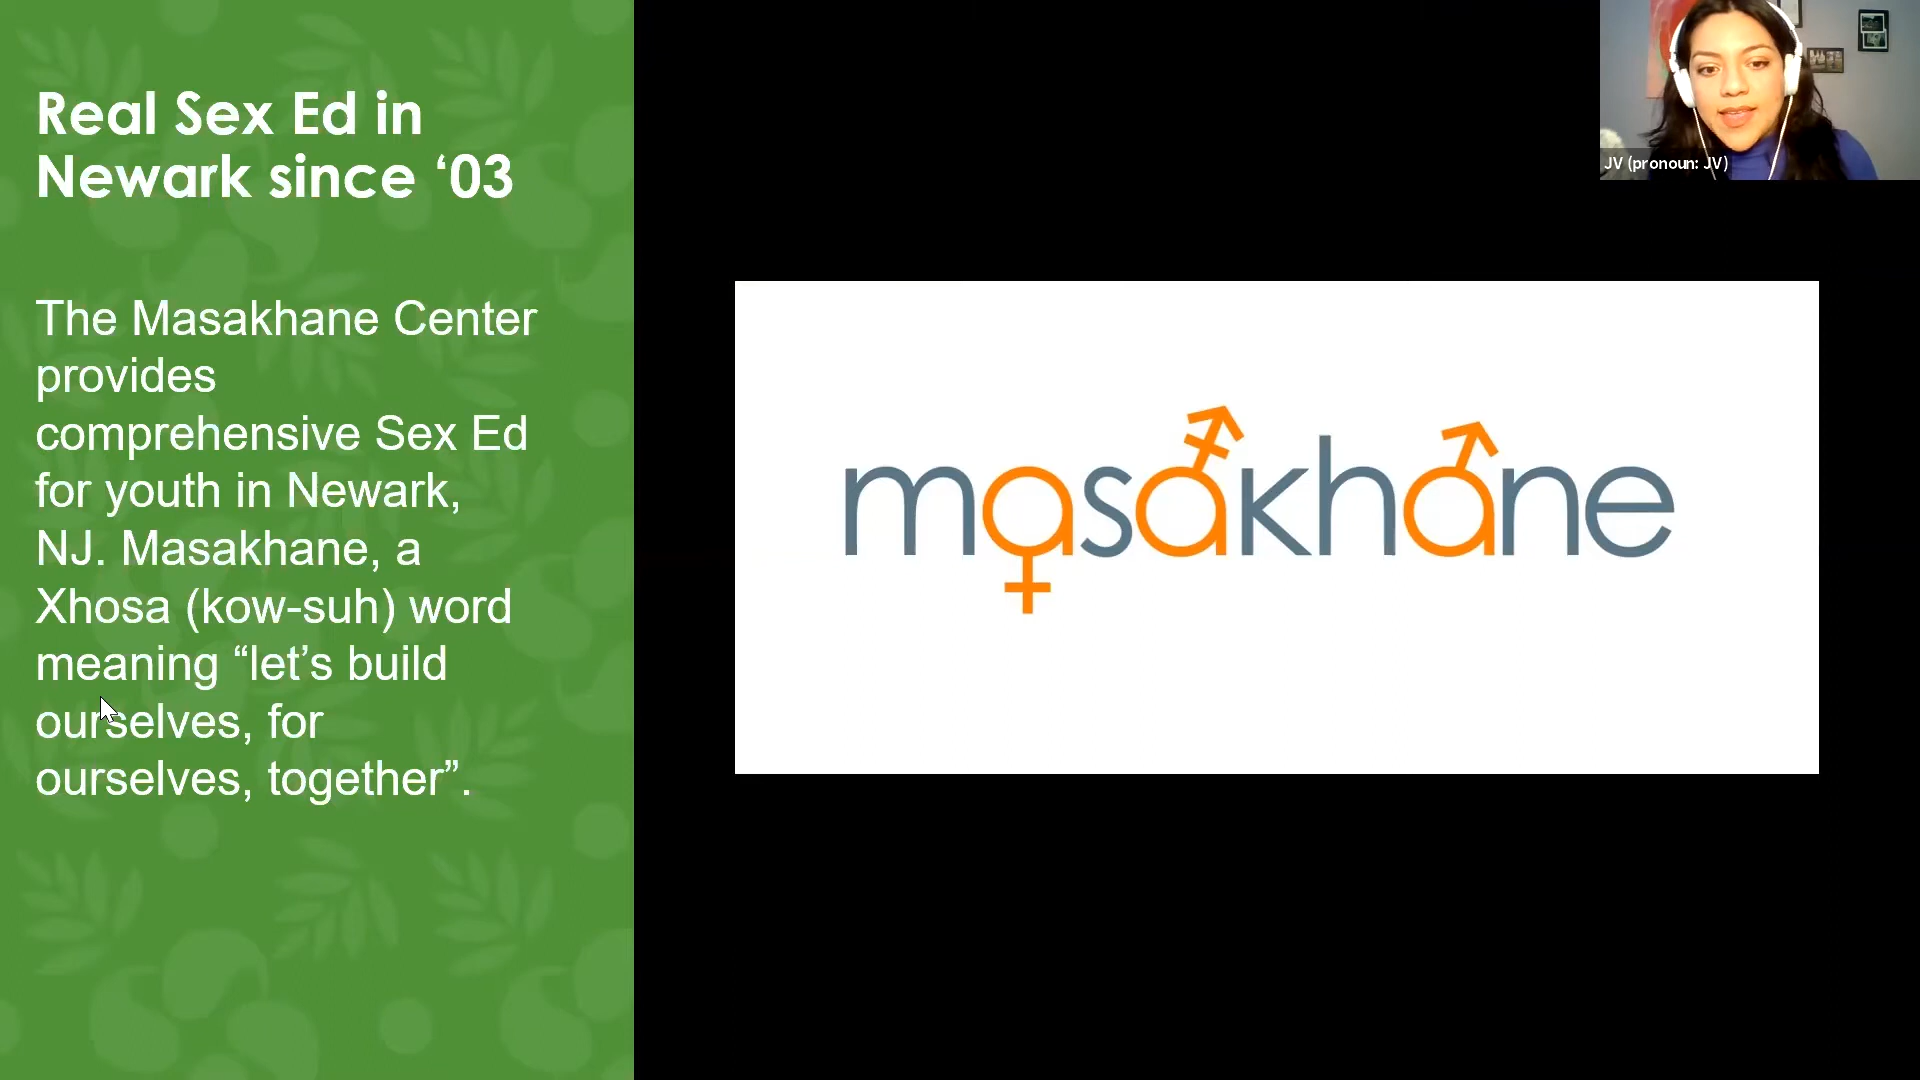 Real Sex Ed in
Newark since ‘03
The Masakhane Center
provides
comprehensive Sex Ed
for youth in Newark,
NJ. Masakhane, a
Xhosa (kow-suh) word
meaning “let’s build
ourselves, for
ourselves, together”.
masakhane
JV (pronoun: JV)